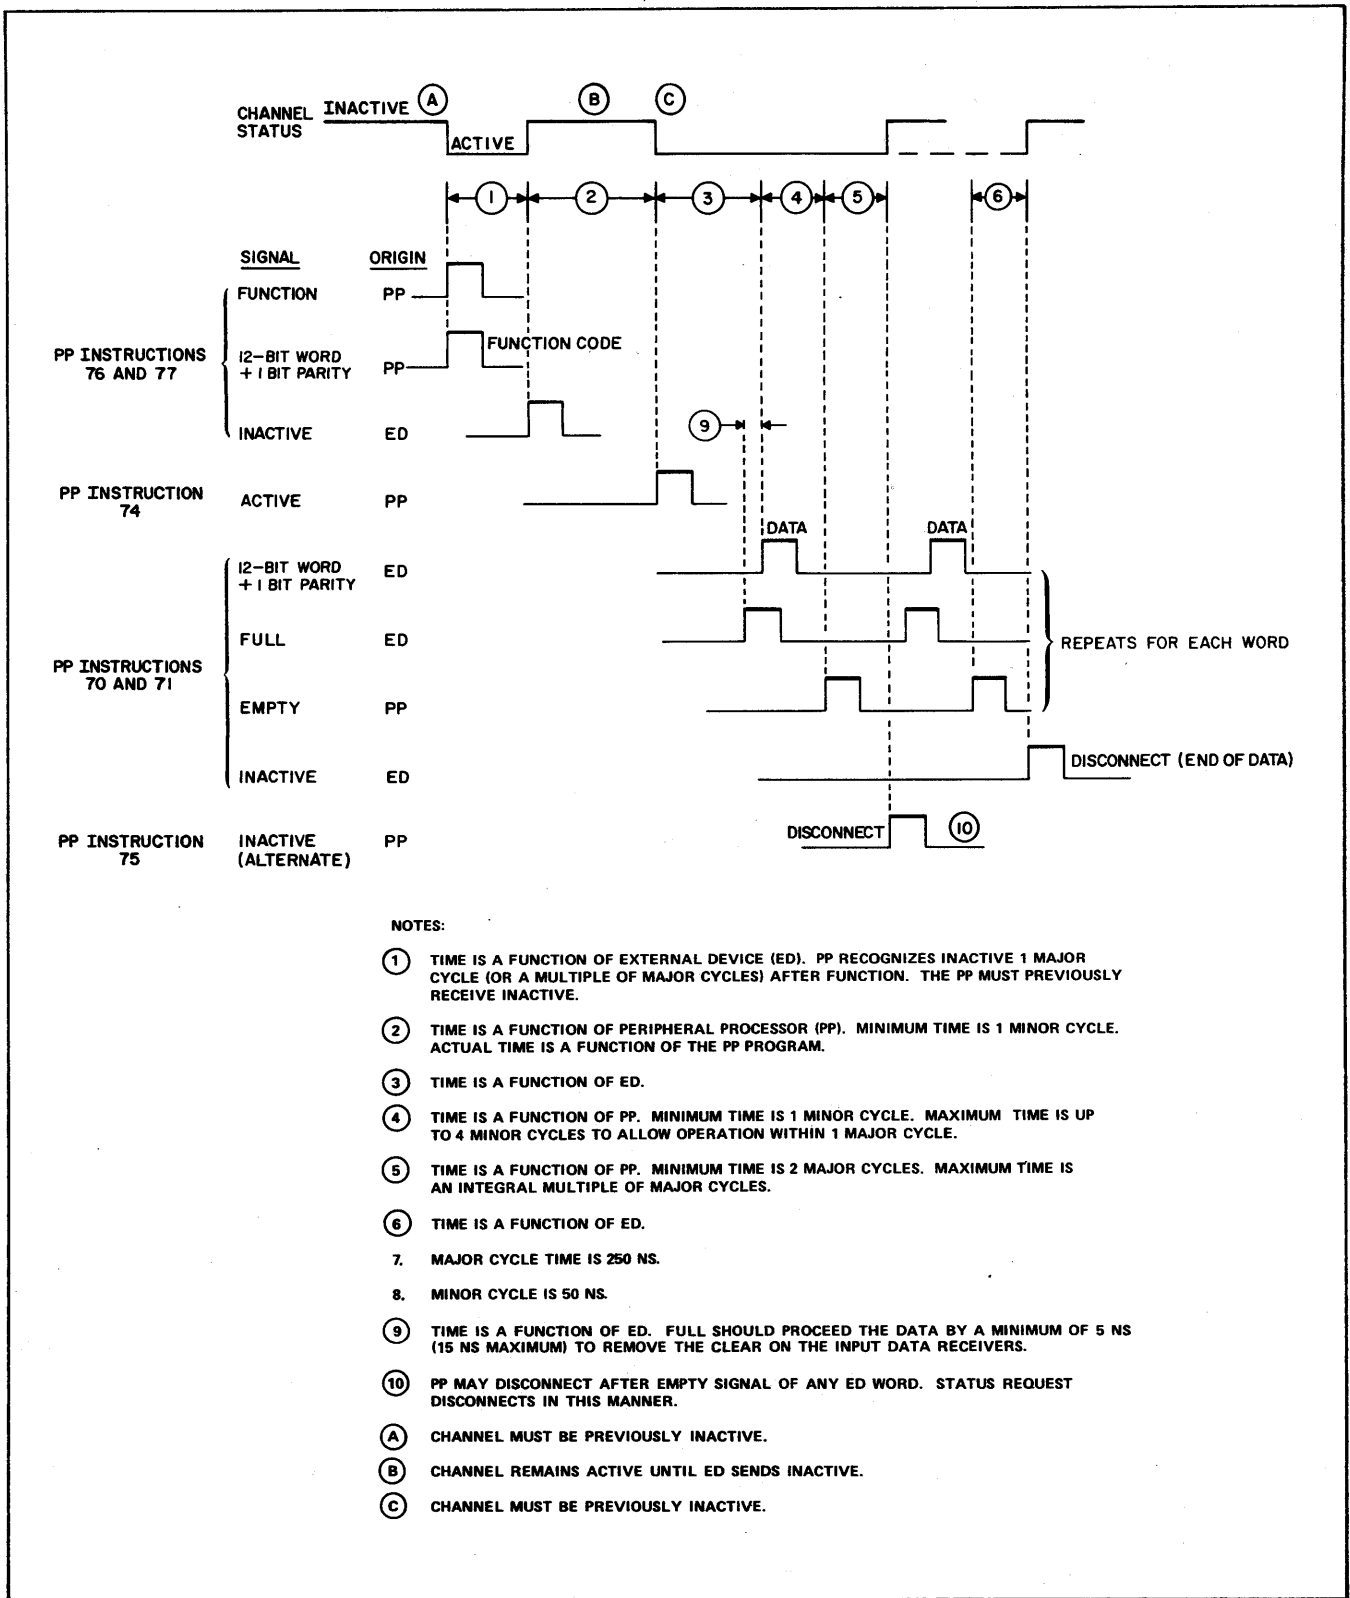 CHANNEL STATUS
INACTIVE
A
B
C
ACTIVE
1
2
3
4
5
6
SIGNAL
ORIGIN
PP INSTRUCTIONS
76 AND 77
FUNCTION
PP
12-BIT WORD
+ 1 BIT PARITY
PP
FUNCTION CODE
INACTIVE
ED
9
PP INSTRUCTION
74
ACTIVE
PP
DATA
DATA
12-BIT WORD
+ 1 BIT PARITY
ED
FULL
ED
REPEATS FOR EACH WORD
PP INSTRUCTIONS
70 AND 71
EMPTY
PP
INACTIVE
ED
DISCONNECT (END OF DATA)
PP INSTRUCTION
75
INACTIVE
(ALTERNATE)
PP
DISCONNECT
10
NOTES:
1 TIME IS A FUNCTION OF EXTERNAL DEVICE (ED). PP RECOGNIZES INACTIVE 1 MAJOR
CYCLE (OR A MULTIPLE OF MAJOR CYCLES) AFTER FUNCTION. THE PP MUST PREVIOUSLY
RECEIVE INACTIVE.
2 TIME IS A FUNCTION OF PERIPHERAL PROCESSOR (PP). MINIMUM TIME IS 1 MINOR CYCLE.
ACTUAL TIME IS A FUNCTION OF THE PP PROGRAM.
3 TIME IS A FUNCTION OF ED.
4 TIME IS A FUNCTION OF PP. MINIMUM TIME IS 1 MINOR CYCLE. MAXIMUM TIME IS UP
TO 4 MINOR CYCLES TO ALLOW OPERATION WITHIN 1 MAJOR CYCLE.
5 TIME IS A FUNCTION OF PP. MINIMUM TIME IS 2 MAJOR CYCLES. MAXIMUM TIME IS
AN INTEGRAL MULTIPLE OF MAJOR CYCLES.
6 TIME IS A FUNCTION OF ED.
7. MAJOR CYCLE TIME IS 250 NS.
8. MINOR CYCLE IS 50 NS.
9 TIME IS A FUNCTION OF ED. FULL SHOULD PROCEED THE DATA BY A MINIMUM OF 5 NS
(15 NS MAXIMUM) TO REMOVE THE CLEAR ON THE INPUT DATA RECEIVERS.
10 PP MAY DISCONNECT AFTER EMPTY SIGNAL OF ANY ED WORD. STATUS REQUEST
DISCONNECTS IN THIS MANNER.
A CHANNEL MUST BE PREVIOUSLY INACTIVE.
B CHANNEL REMAINS ACTIVE UNTIL ED SENDS INACTIVE.
C CHANNEL MUST BE PREVIOUSLY INACTIVE.